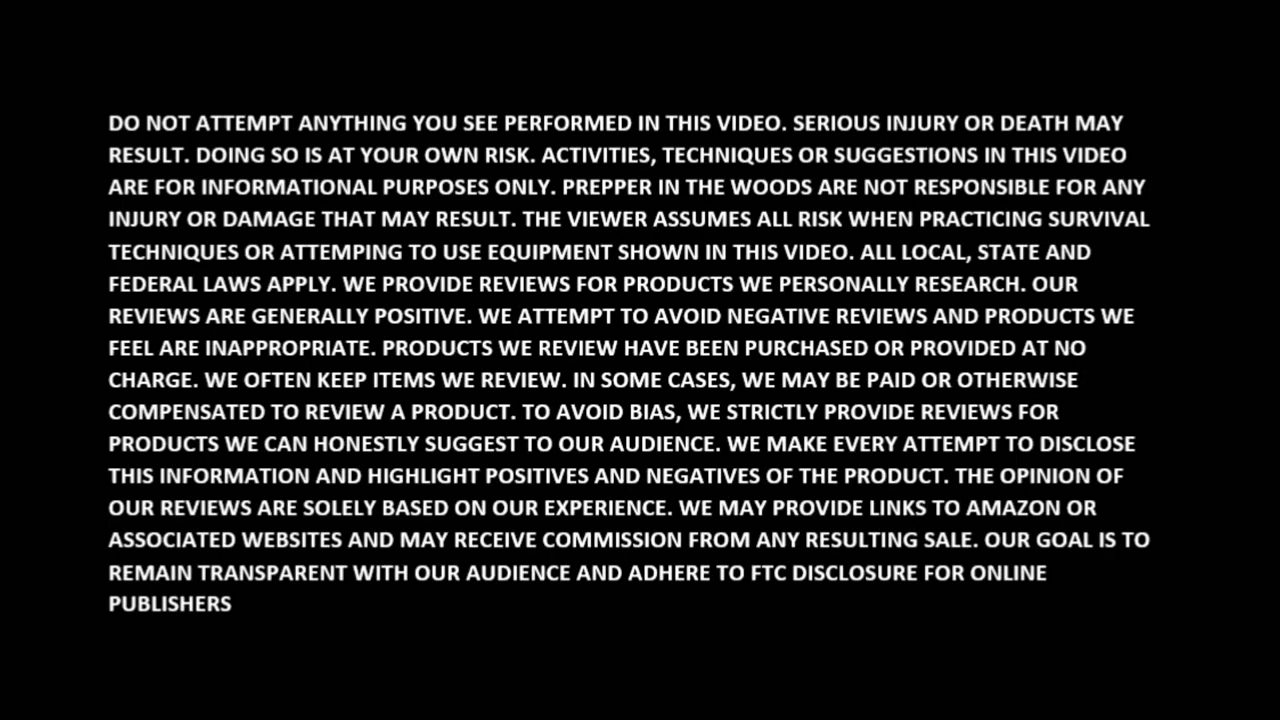 DO NOT ATTEMPT ANYTHING YOU SEE PERFORMED IN THIS VIDEO. SERIOUS INJURY OR DEATH MAY
RESULT. DOING SO IS AT YOUR OWN RISK. ACTIVITIES, TECHNIQUES OR SUGGESTIONS IN THIS VIDEO
ARE FOR INFORMATIONAL PURPOSES ONLY. PREPPER IN THE WOODS ARE NOT RESPONSIBLE FOR ANY
INJURY OR DAMAGE THAT MAY RESULT. THE VIEWER ASSUMES ALL RISK WHEN PRACTICING SURVIVAL
TECHNIQUES OR ATTEMPING TO USE EQUIPMENT SHOWN IN THIS VIDEO. ALL LOCAL, STATE AND
FEDERAL LAWS APPLY. WE PROVIDE REVIEWS FOR PRODUCTS WE PERSONALLY RESEARCH. OUR
REVIEWS ARE GENERALLY POSITIVE. WE ATTEMPT TO AVOID NEGATIVE REVIEWS AND PRODUCTS WE
FEEL ARE INAPPROPRIATE. PRODUCTS WE REVIEW HAVE BEEN PURCHASED OR PROVIDED AT NO
CHARGE. WE OFTEN KEEP ITEMS WE REVIEW. IN SOME CASES, WE MAY BE PAID OR OTHERWISE
COMPENSATED TO REVIEW A PRODUCT. TO AVOID BIAS, WE STRICTLY PROVIDE REVIEWS FOR
PRODUCTS WE CAN HONESTLY SUGGEST TO OUR AUDIENCE. WE MAKE EVERY ATTEMPT TO DISCLOSE
THIS INFORMATION AND HIGHLIGHT POSITIVES AND NEGATIVES OF THE PRODUCT. THE OPINION OF
OUR REVIEWS ARE SOLELY BASED ON OUR EXPERIENCE. WE MAY PROVIDE LINKS TO AMAZON OR
ASSOCIATED WEBSITES AND MAY RECEIVE COMMISSION FROM ANY RESULTING SALE. OUR GOAL IS TO
REMAIN TRANSPARENT WITH OUR AUDIENCE AND ADHERE TO FTC DISCLOSURE FOR ONLINE
PUBLISHERS